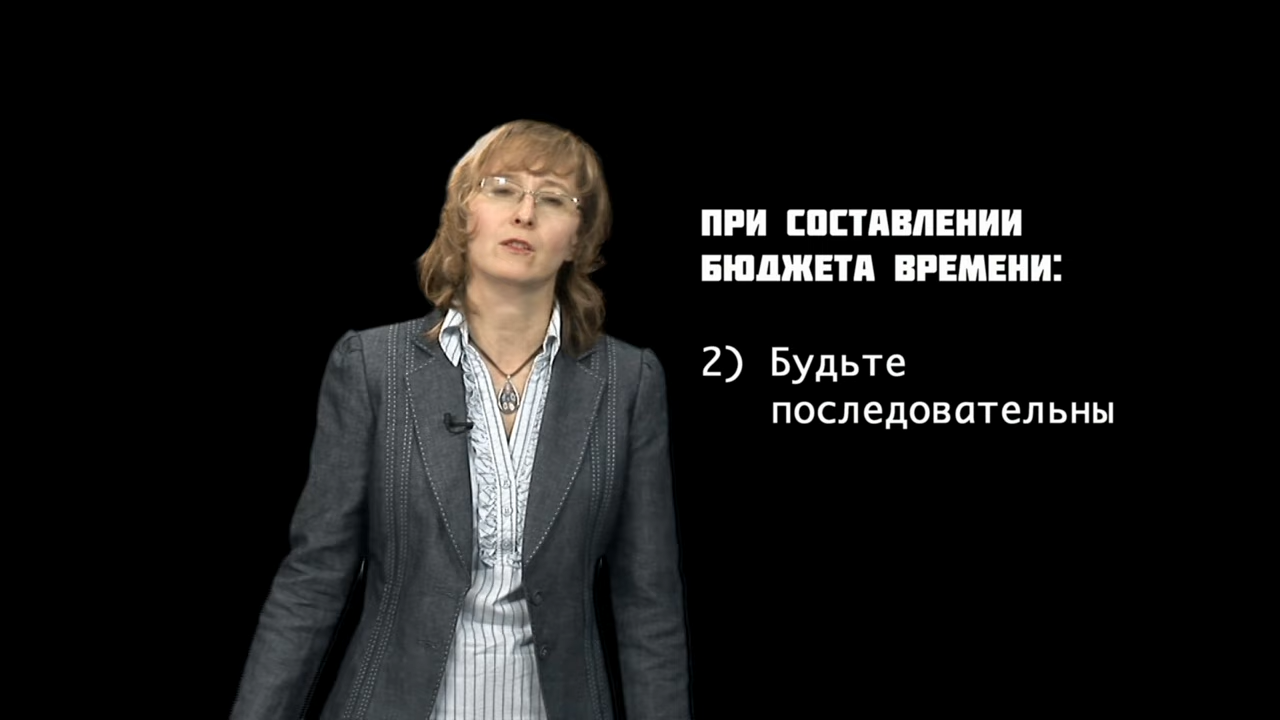 ПРИ СОСТАВЛЕНИИ
БЮДЖЕТА ВРЕМЕНИ:
2) Будьте
последовательны